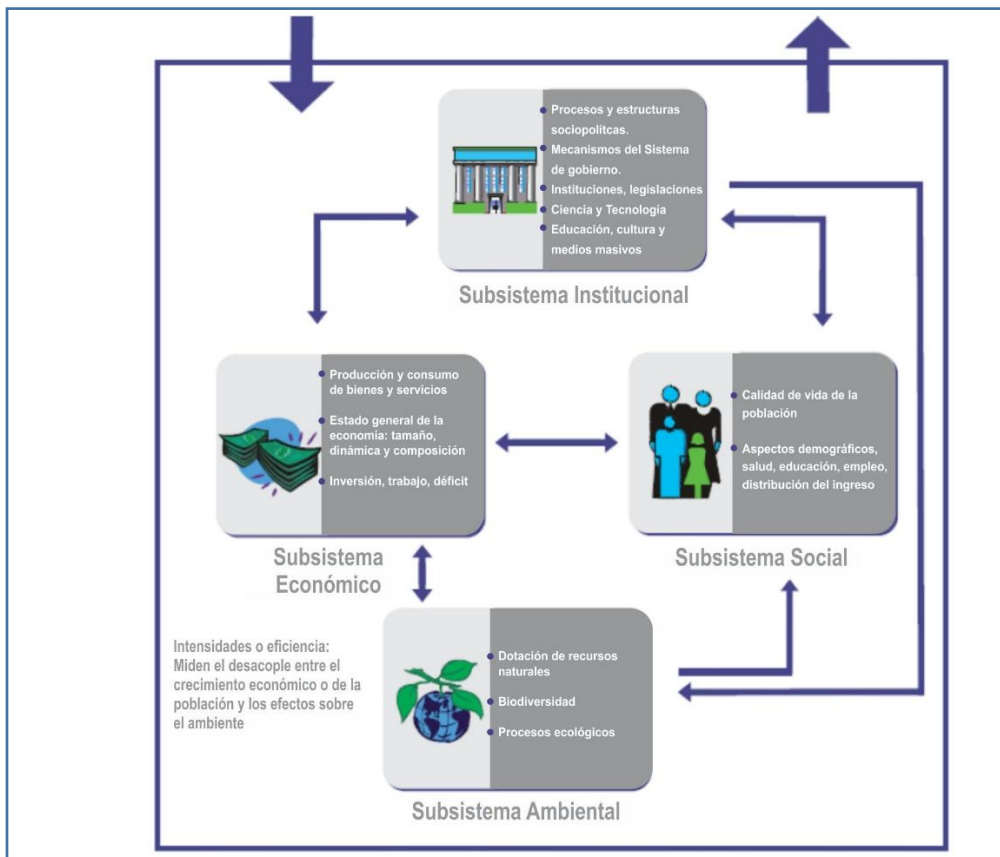 Procesos y estructuras
sociopolítcas.
Mecanismos del Sistema
de gobierno.
Instituciones, legislaciones
Ciencia y Tecnología
Educación, cultura y
medios masivos
Subsistema Institucional
Producción y consumo
de bienes y servicios
Estado general de la
economía: tamaño,
dinámica y composición
Inversión, trabajo, déficit
Subsistema
Económico
Calidad de vida de la
población
Aspectos demográficos,
salud, educación, empleo,
distribución del ingreso
Subsistema Social
Intensidades o eficiencia:
Miden el desacople entre el
crecimiento económico o de la
población y los efectos sobre
el ambiente
Dotación de recursos
naturales
Biodiversidad
Procesos ecológicos
Subsistema Ambiental